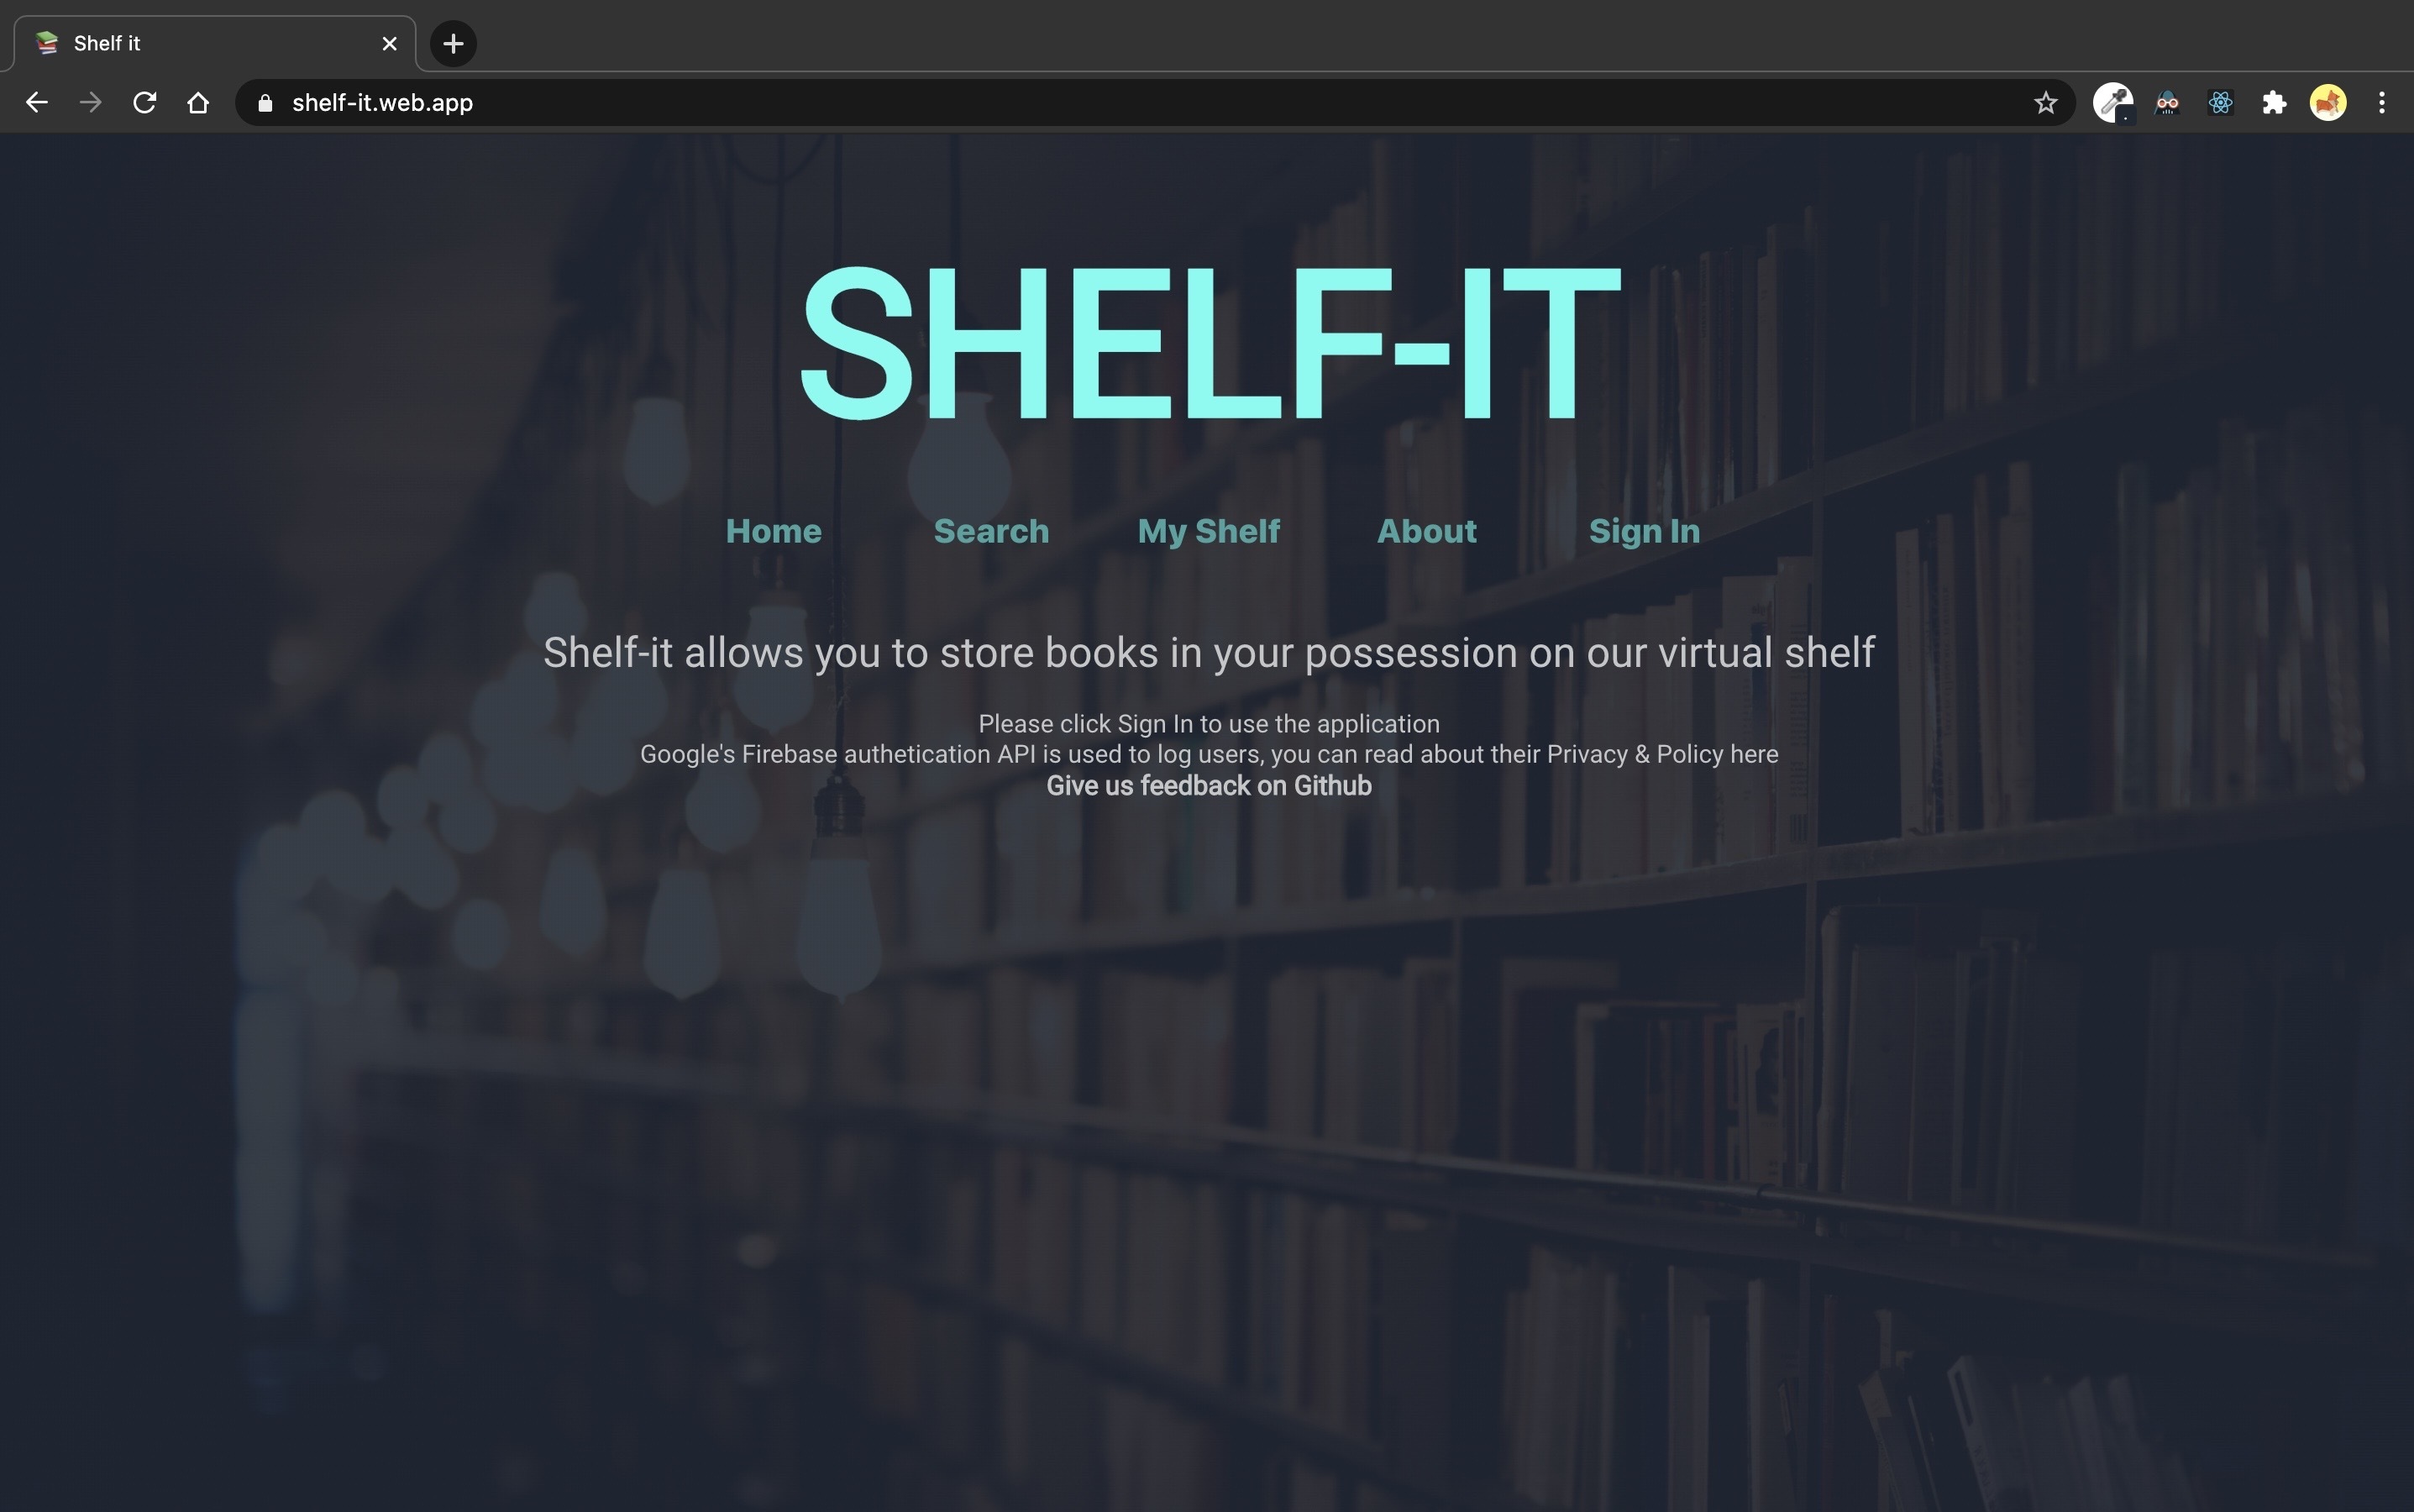 Shelf it
shelf-it.web.app
SHELF-IT
Home Search My Shelf About Sign In
Shelf-it allows you to store books in your possession on our virtual shelf
Please click Sign In to use the application
Google's Firebase authetication API is used to log users, you can read about their Privacy & Policy here
Give us feedback on Github